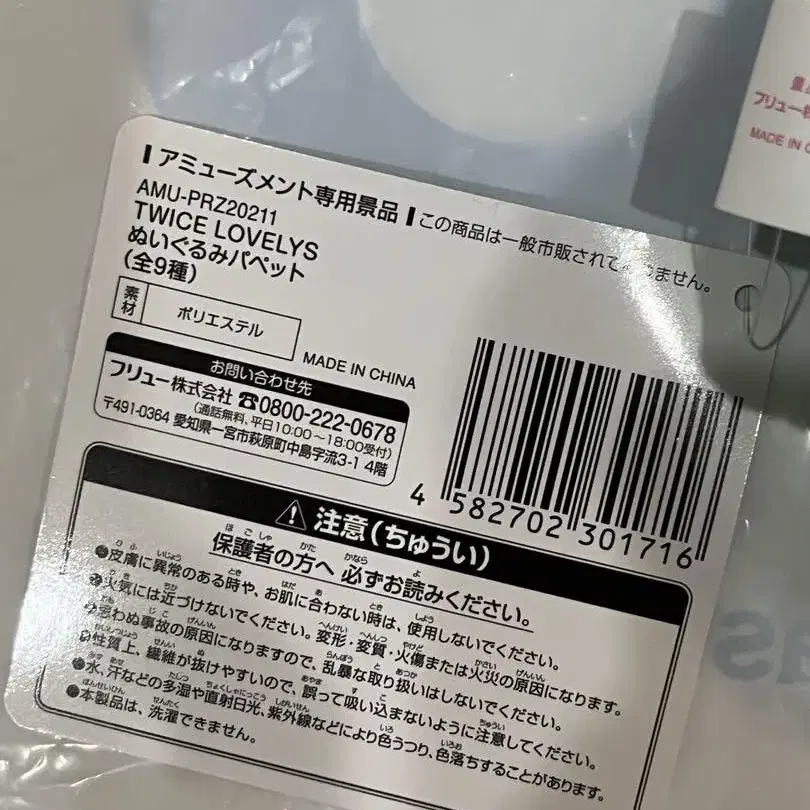 アミューズメント専用景品 この商品は一般市販されておりません。
AMU-PRZ20211
TWICE LOVELYS
ぬいぐるみパペット
(全9種)
素材 ポリエステル
MADE IN CHINA
お問い合わせ先
フリュー株式会社 ☎0800-222-0678
(通話無料、平日10:00~18:00受付)
〒491-0364 愛知県一宮市萩原町中島字流3-1 4階
4 582702 301716
⚠ 注意(ちゅうい)
保護者の方へ 必ずお読みください。
●皮膚に異常のある時や、お肌に合わない時は、使用しないでください。
●火気には近づけないでください。変形・変質・火傷または火災の原因になります。
●思わぬ事故の原因になりますので、乱暴な取り扱いはしないでください。
●性質上、繊維が抜けやすいので、誤って吸い込まないように注意してください。
●水、汗などの多湿や直射日光、紫外線などにより色うつり、色落ちすることがあります。
●本製品は、洗濯できません。
フリュー株
MADE IN C